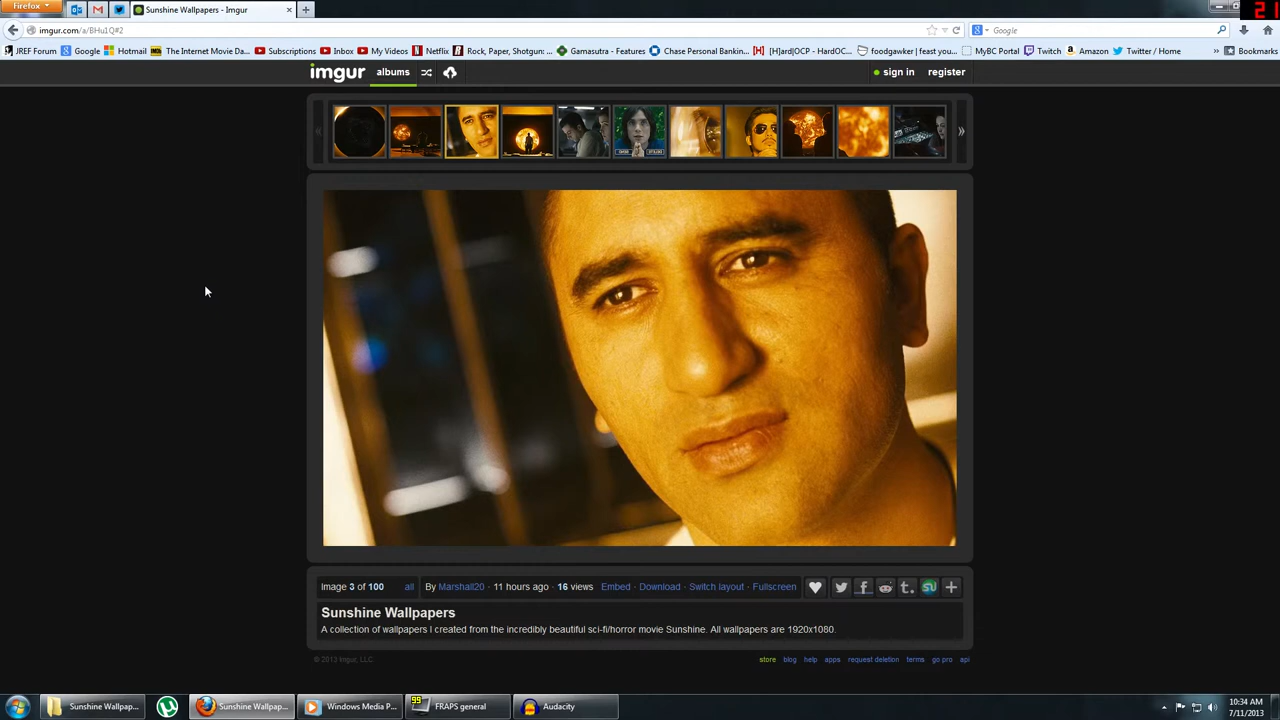 Firefox
Sunshine Wallpapers - Imgur
21
imgur.com/a/BHu1Q#2
Google
JREF Forum
Google
Hotmail
The Internet Movie Da...
Subscriptions
Inbox
My Videos
Netflix
Rock, Paper, Shotgun: ...
Gamasutra - Features
Chase Personal Bankin...
[H]ard|OCP - HardOC...
foodgawker | feast you...
MyBC Portal
Twitch
Amazon
Twitter / Home
»
Bookmarks
imgur
albums
sign in
register
Image 3 of 100
all
By Marshall20 · 11 hours ago · 16 views
Embed · Download · Switch layout · Fullscreen
Sunshine Wallpapers
A collection of wallpapers I created from the incredibly beautiful sci-fi/horror movie Sunshine. All wallpapers are 1920x1080.
© 2013 Imgur, LLC
store
blog
help
apps
request deletion
terms
go pro
api
Sunshine Wallpap...
Sunshine Wallpap...
Windows Media P...
99
FRAPS general
Audacity
10:34 AM
7/11/2013